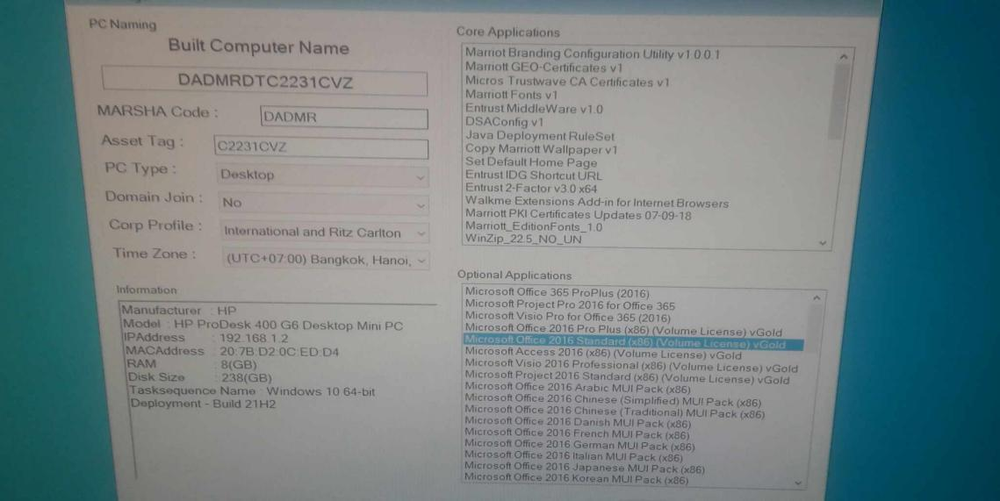 PC Naming
Built Computer Name
DADMRDTC2231CVZ
MARSHA Code :
DADMR
Asset Tag :
C2231CVZ
PC Type :
Desktop
Domain Join :
No
Corp Profile :
International and Ritz Carlton
Time Zone :
(UTC+07:00) Bangkok, Hanoi,
Information
Manufacturer : HP
Model : HP ProDesk 400 G6 Desktop Mini PC
IPAddress : 192.168.1.2
MACAddress : 20:7B:D2:0C:ED:D4
RAM : 8(GB)
Disk Size : 238(GB)
Tasksequence Name : Windows 10 64-bit
Deployment - Build 21H2
Core Applications
Marriot Branding Configuration Utility v1.0.0.1
Marriott GEO-Certificates v1
Micros Trustwave CA Certificates v1
Marriott Fonts v1
Entrust MiddleWare v1.0
DSAConfig v1
Java Deployment RuleSet
Copy Marriott Wallpaper v1
Set Default Home Page
Entrust IDG Shortcut URL
Entrust 2-Factor v3.0 x64
Walkme Extensions Add-in for Internet Browsers
Marriott PKI Certificates Updates 07-09-18
Marriott_EditionFonts_1.0
WinZip_22.5_NO_UN
Optional Applications
Microsoft Office 365 ProPlus (2016)
Microsoft Project Pro 2016 for Office 365
Microsoft Visio Pro for Office 365 (2016)
Microsoft Office 2016 Pro Plus (x86) (Volume License) vGold
Microsoft Office 2016 Standard (x86) (Volume License) vGold
Microsoft Access 2016 (x86) (Volume License) vGold
Microsoft Visio 2016 Professional (x86) (Volume License) vGold
Microsoft Project 2016 Standard (x86) (Volume License) vGold
Microsoft Office 2016 Arabic MUI Pack (x86)
Microsoft Office 2016 Chinese (Simplified) MUI Pack (x86)
Microsoft Office 2016 Chinese (Traditional) MUI Pack (x86)
Microsoft Office 2016 Danish MUI Pack (x86)
Microsoft Office 2016 French MUI Pack (x86)
Microsoft Office 2016 German MUI Pack (x86)
Microsoft Office 2016 Italian MUI Pack (x86)
Microsoft Office 2016 Japanese MUI Pack (x86)
Microsoft Office 2016 Korean MUI Pack (x86)